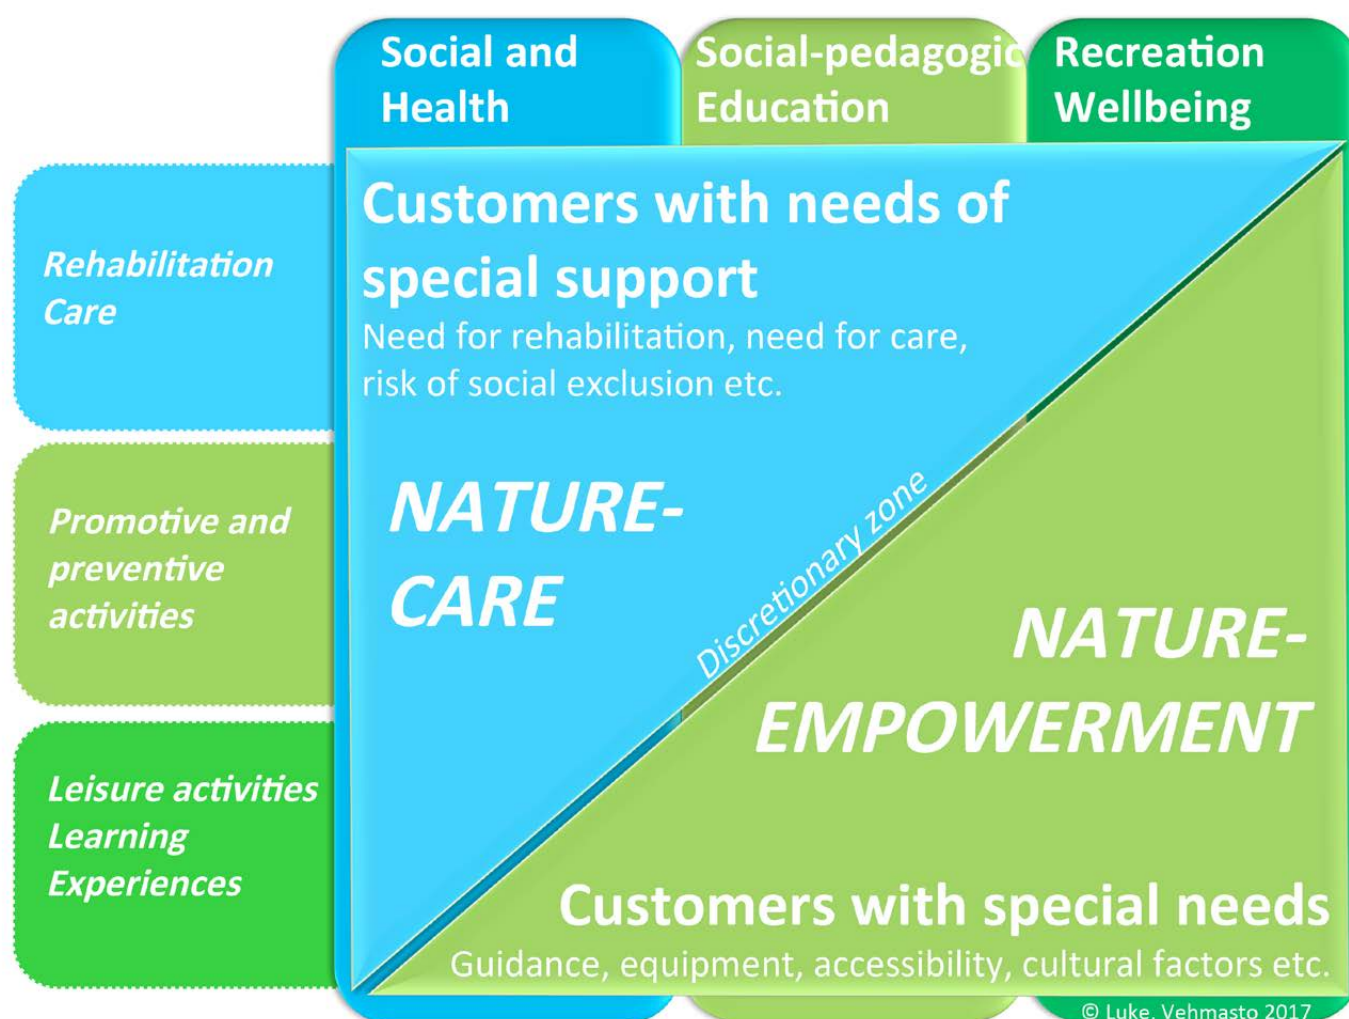 Social and
Health
Social-pedagogic
Education
Recreation
Wellbeing
Rehabilitation
Care
Customers with needs of
special support
Need for rehabilitation, need for care,
risk of social exclusion etc.
Promotive and
preventive
activities
NATURE-
CARE
Discretionary zone
NATURE-
EMPOWERMENT
Leisure activities
Learning
Experiences
Customers with special needs
Guidance, equipment, accessibility, cultural factors etc.
© Luke, Vehmasto 2017